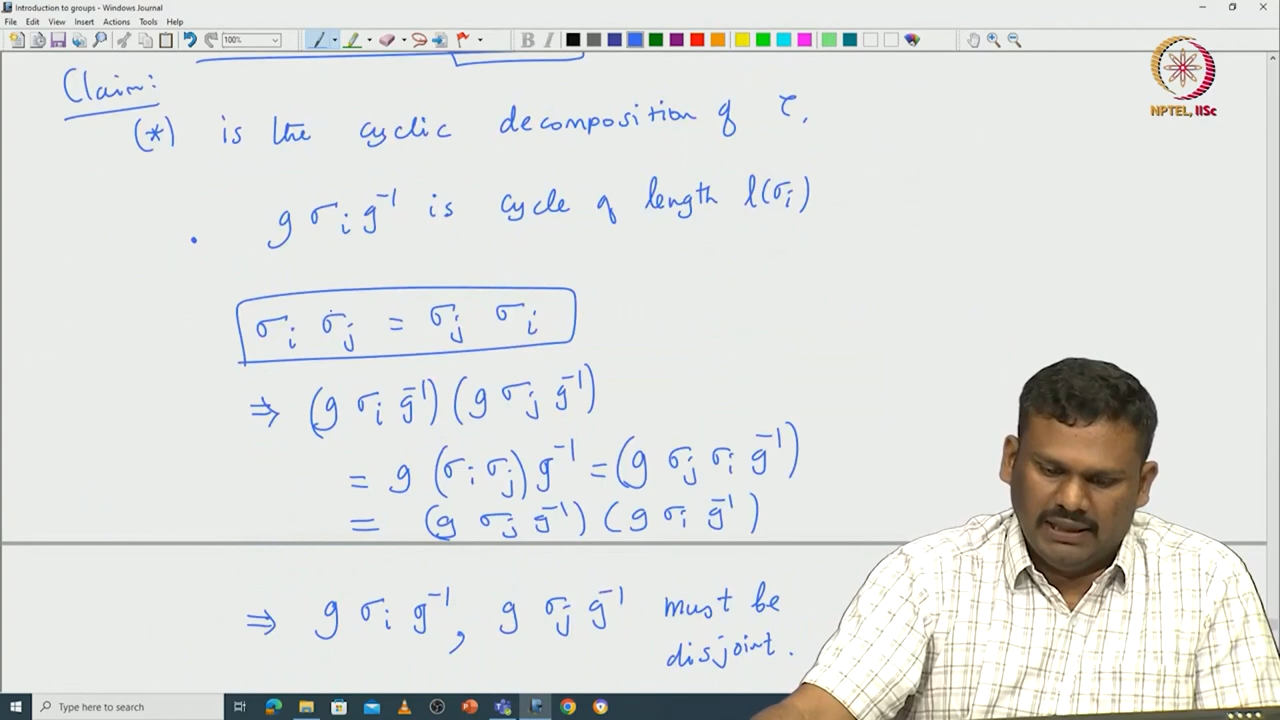 Introduction to groups - Windows Journal
File Edit View Insert Actions Tools Help
100%
B I
NPTEL, IISc
Claim:
(*) is the cyclic decomposition of τ.
g σᵢ g⁻¹ is cycle of length l(σᵢ)
σᵢ σⱼ = σⱼ σᵢ
⇒ (g σᵢ g⁻¹)(g σⱼ g⁻¹)
= g (σᵢ σⱼ) g⁻¹ = (g σⱼ σᵢ g⁻¹)
= (g σⱼ g⁻¹) (g σᵢ g⁻¹)
⇒ g σᵢ g⁻¹, g σⱼ g⁻¹ must be
disjoint.
Type here to search